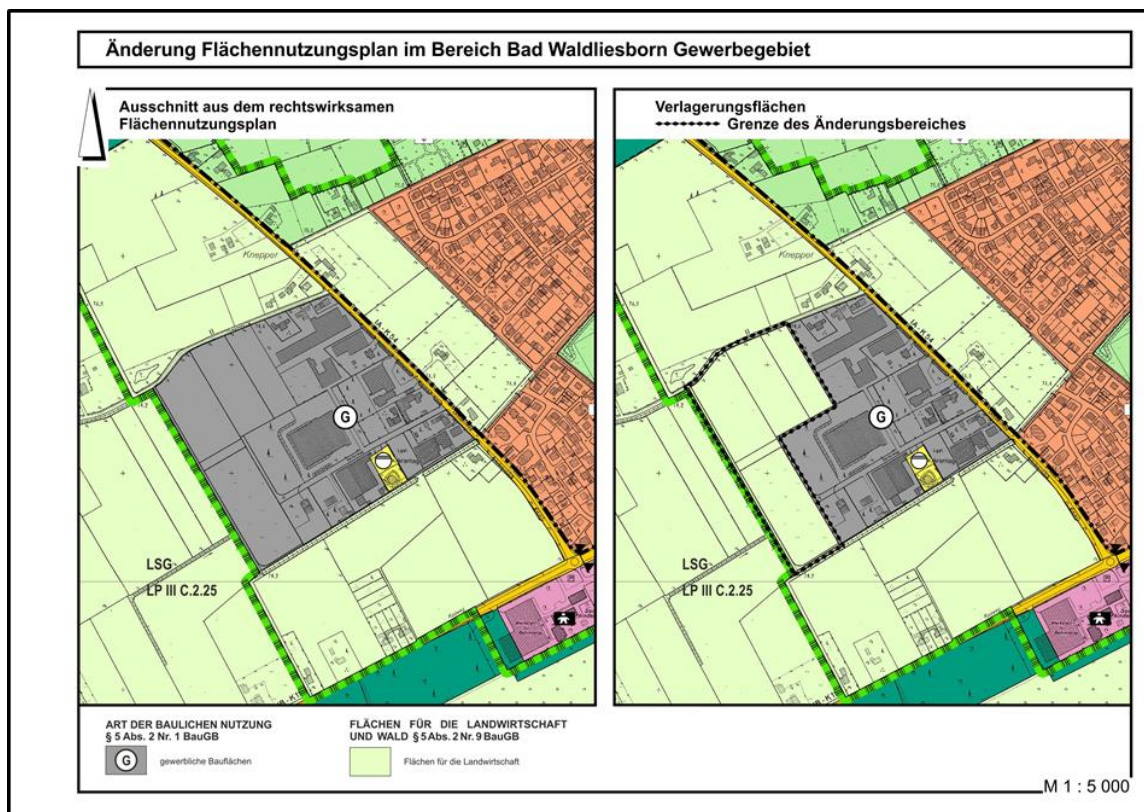 Änderung Flächennutzungsplan im Bereich Bad Waldliesborn Gewerbegebiet
Ausschnitt aus dem rechtswirksamen
Flächennutzungsplan
Knepper
G
LSG
LP III C.2.25
Verlagerungsflächen
Grenze des Änderungsbereiches
Knepper
G
LSG
LP III C.2.25
ART DER BAULICHEN NUTZUNG
§ 5 Abs. 2 Nr. 1 BauGB
G
gewerbliche Bauflächen
FLÄCHEN FÜR DIE LANDWIRTSCHAFT
UND WALD § 5 Abs. 2 Nr. 9 BauGB
Flächen für die Landwirtschaft
M 1 : 5 000